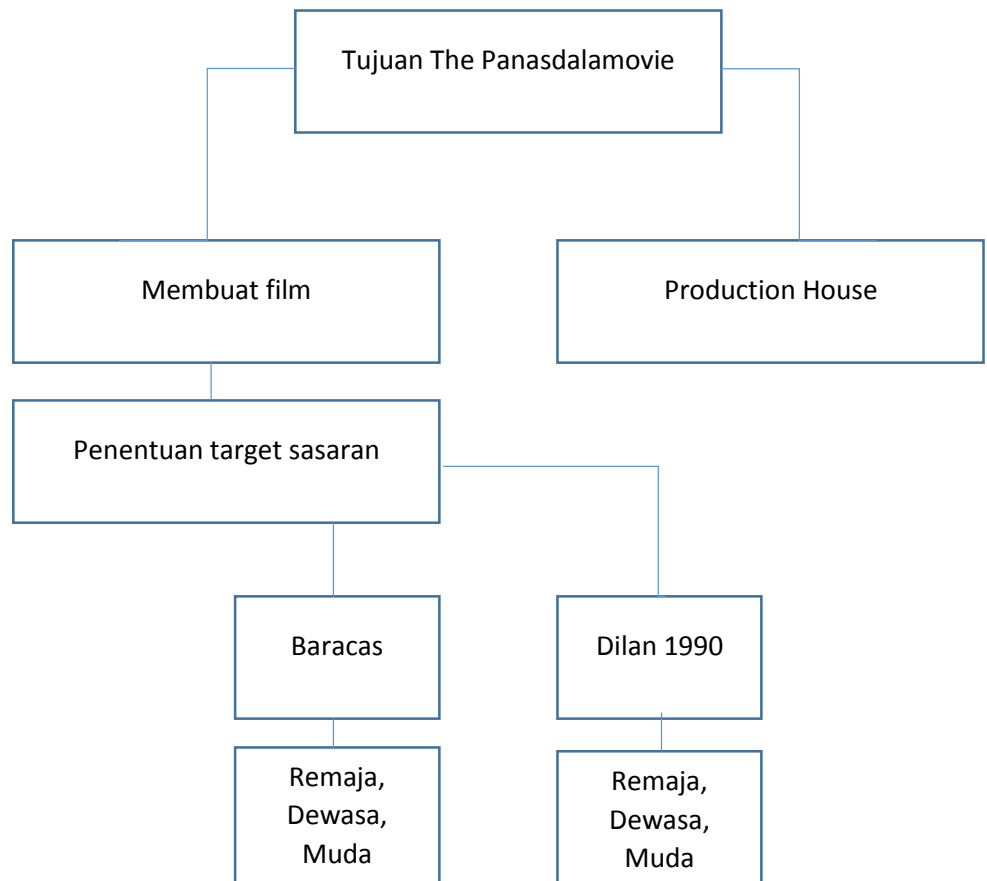 Tujuan The Panasdalamovie
Membuat film
Production House
Penentuan target sasaran
Baracas
Dilan 1990
Remaja,
Dewasa,
Muda
Remaja,
Dewasa,
Muda